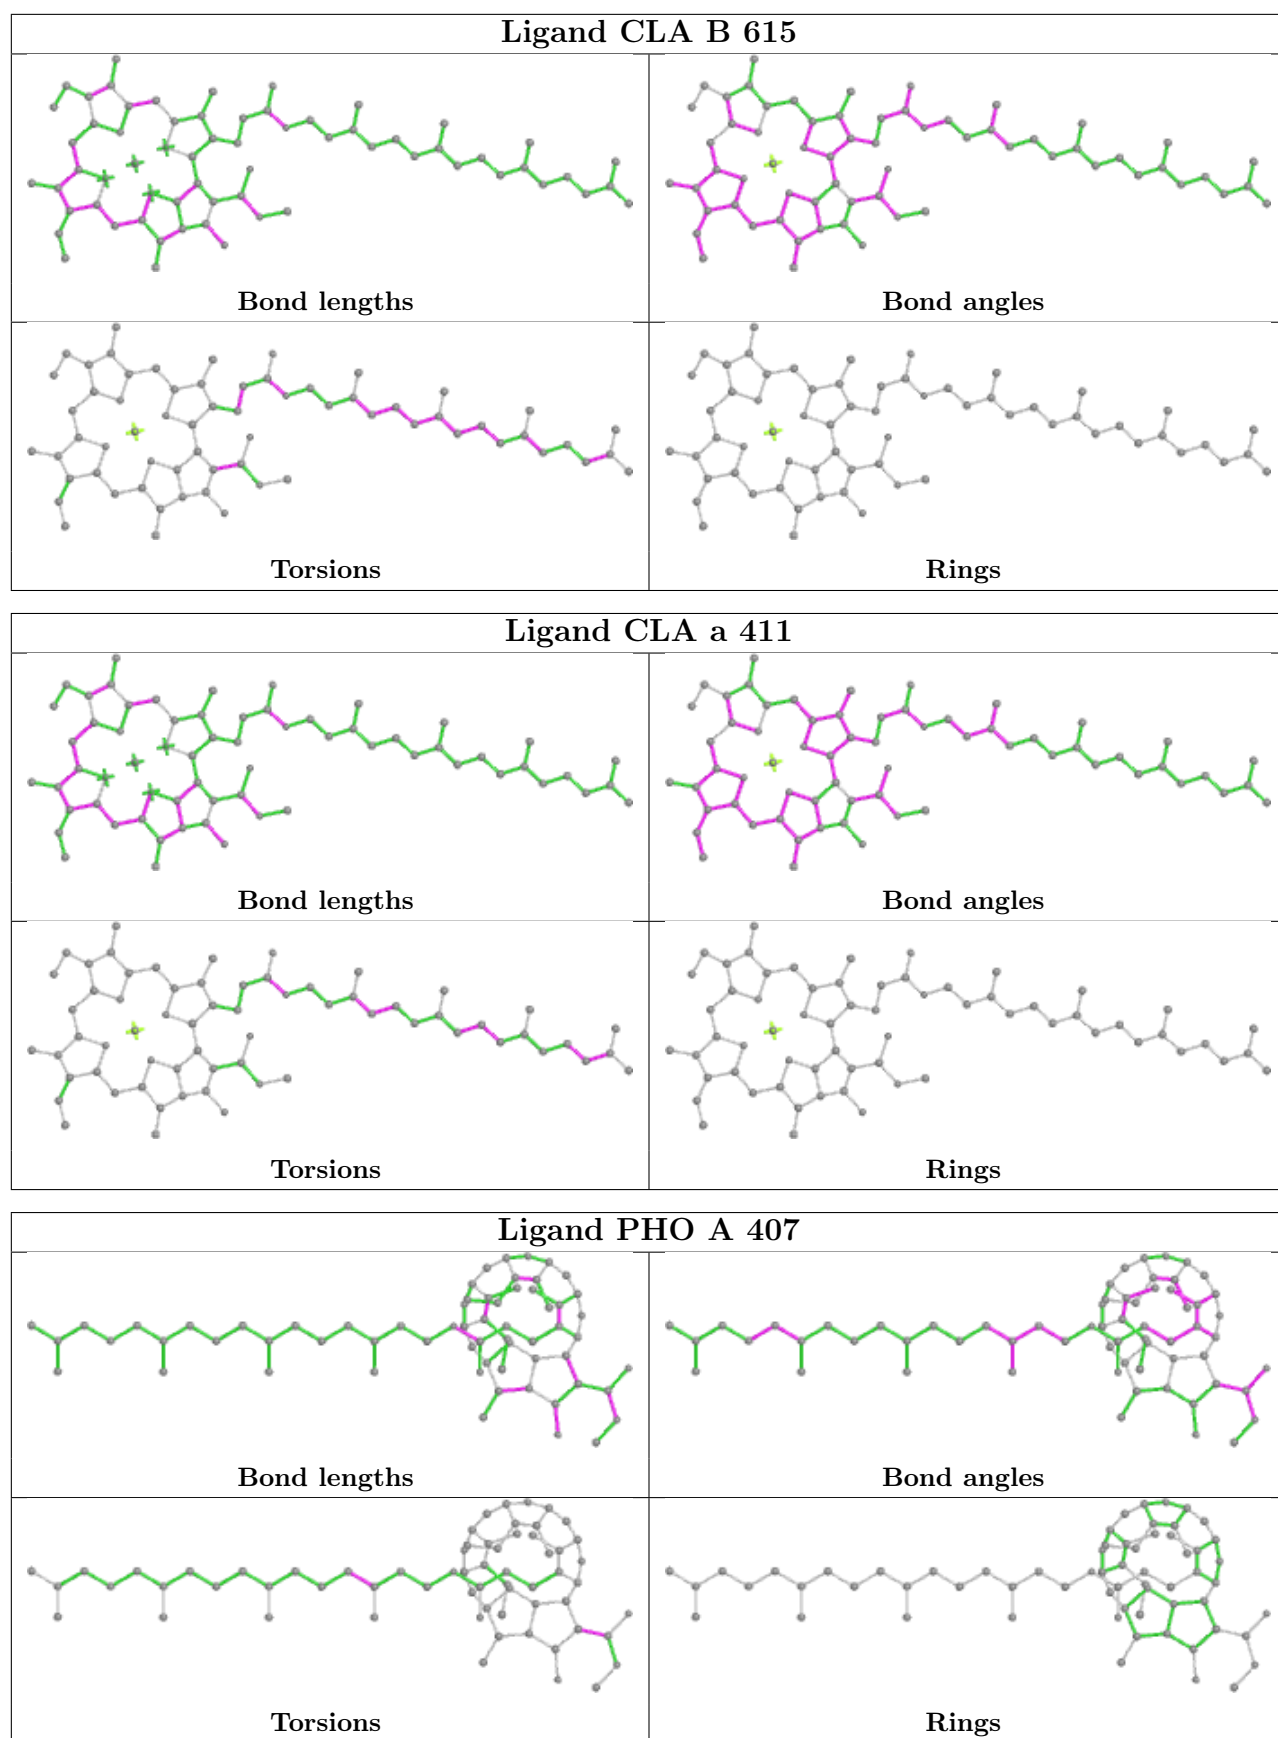 Ligand CLA B 615
Bond lengths
Bond angles
Torsions
Rings
Ligand CLA a 411
Bond lengths
Bond angles
Torsions
Rings
Ligand PHO A 407
Bond lengths
Bond angles
Torsions
Rings